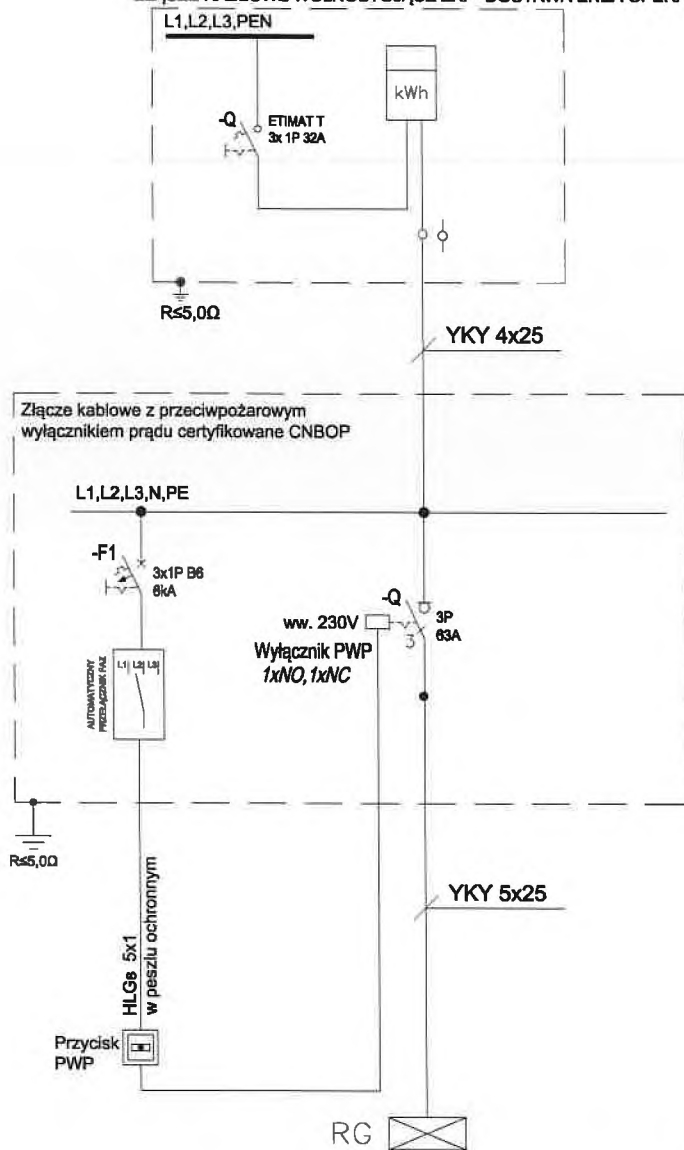 L1,L2,L3,PEN
kWh
-Q
ETIMAT T
3x 1P 32A
R≤5,0Ω
YKY 4x25
Złącze kablowe z przeciwpożarowym
wyłącznikiem prądu certyfikowane CNBOP
L1,L2,L3,N,PE
-F1
3x1P B6
6kA
-Q
3P
63A
ww. 230V
3
Wyłącznik PWP
1xNO,1xNC
L1 L2 L3
AUTOMATYCZNY
PRZEŁĄCZNIK FAZ
R≤5,0Ω
YKY 5x25
HLGs 5x1
w peszlu ochronnym
Przycisk
PWP
RG